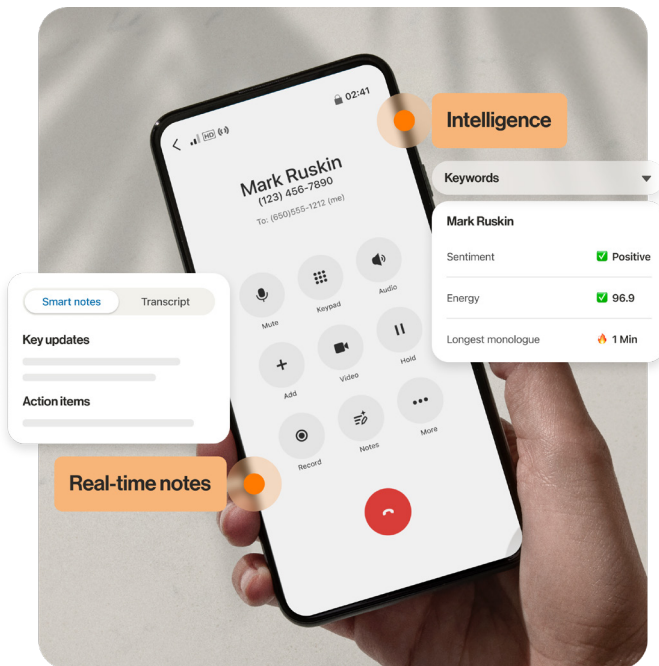 02:41
HD
Mark Ruskin
(123) 456-7890
To: (650)555-1212 (me)
Mute
Keypad
Audio
Add
Video
Hold
Record
Notes
More
Intelligence
Keywords
Mark Ruskin
Sentiment ✅ Positive
Energy ✅ 96.9
Longest monologue 🔥 1 Min
Smart notes Transcript
Key updates
Action items
Real-time notes